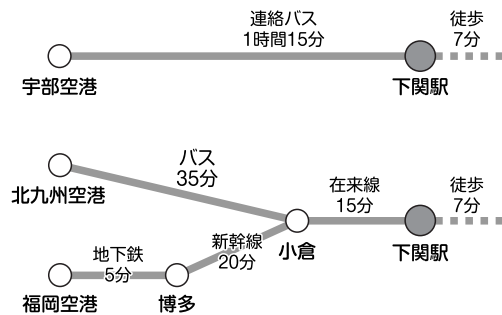 連絡バス
1時間15分
徒歩
7分
宇部空港
下関駅
バス
35分
北九州空港
在来線
15分
徒歩
7分
小倉
下関駅
新幹線
20分
地下鉄
5分
福岡空港
博多